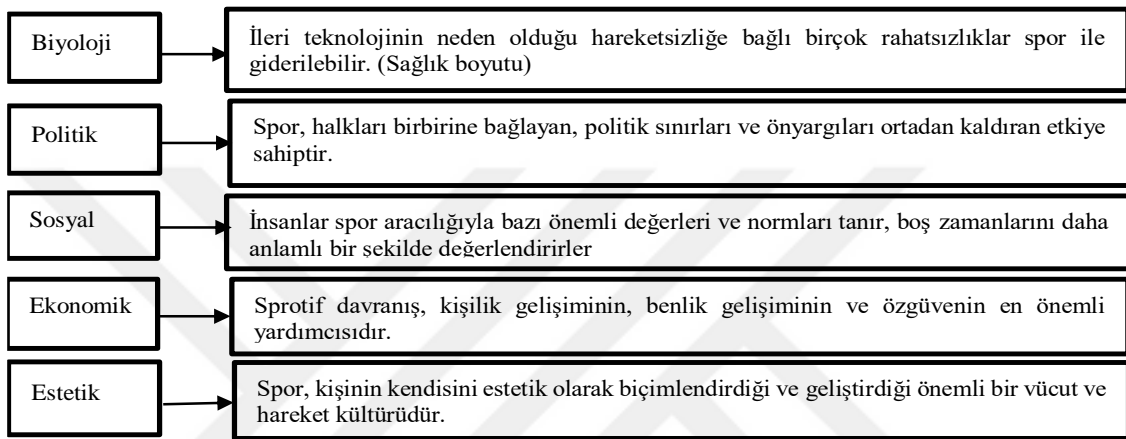 Biyoloji
İleri teknolojinin neden olduğu hareketsizliğe bağlı birçok rahatsızlıklar spor ile
giderilebilir. (Sağlık boyutu)
Politik
Spor, halkları birbirine bağlayan, politik sınırları ve önyargıları ortadan kaldıran etkiye
sahiptir.
Sosyal
İnsanlar spor aracılığıyla bazı önemli değerleri ve normları tanır, boş zamanlarını daha
anlamlı bir şekilde değerlendirirler
Ekonomik
Sprotif davranış, kişilik gelişiminin, benlik gelişiminin ve özgüvenin en önemli
yardımcısıdır.
Estetik
Spor, kişinin kendisini estetik olarak biçimlendirdiği ve geliştirdiği önemli bir vücut ve
hareket kültürüdür.